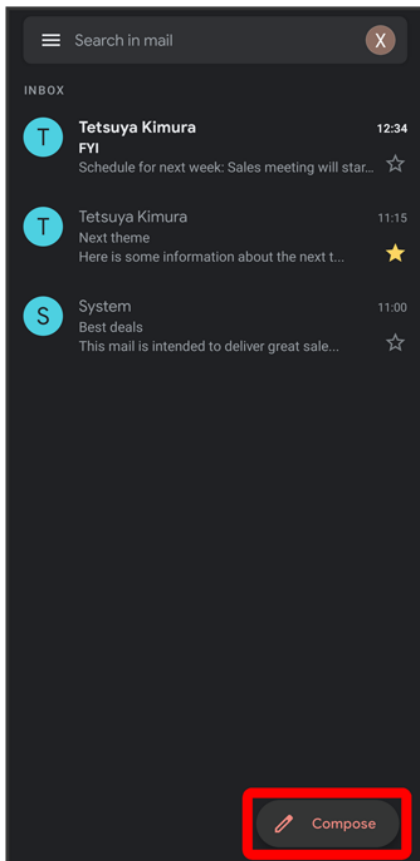 Search in mail
X
INBOX
T
Tetsuya Kimura
12:34
FYI
Schedule for next week: Sales meeting will star...
T
Tetsuya Kimura
11:15
Next theme
Here is some information about the next t...
S
System
11:00
Best deals
This mail is intended to deliver great sale...
Compose